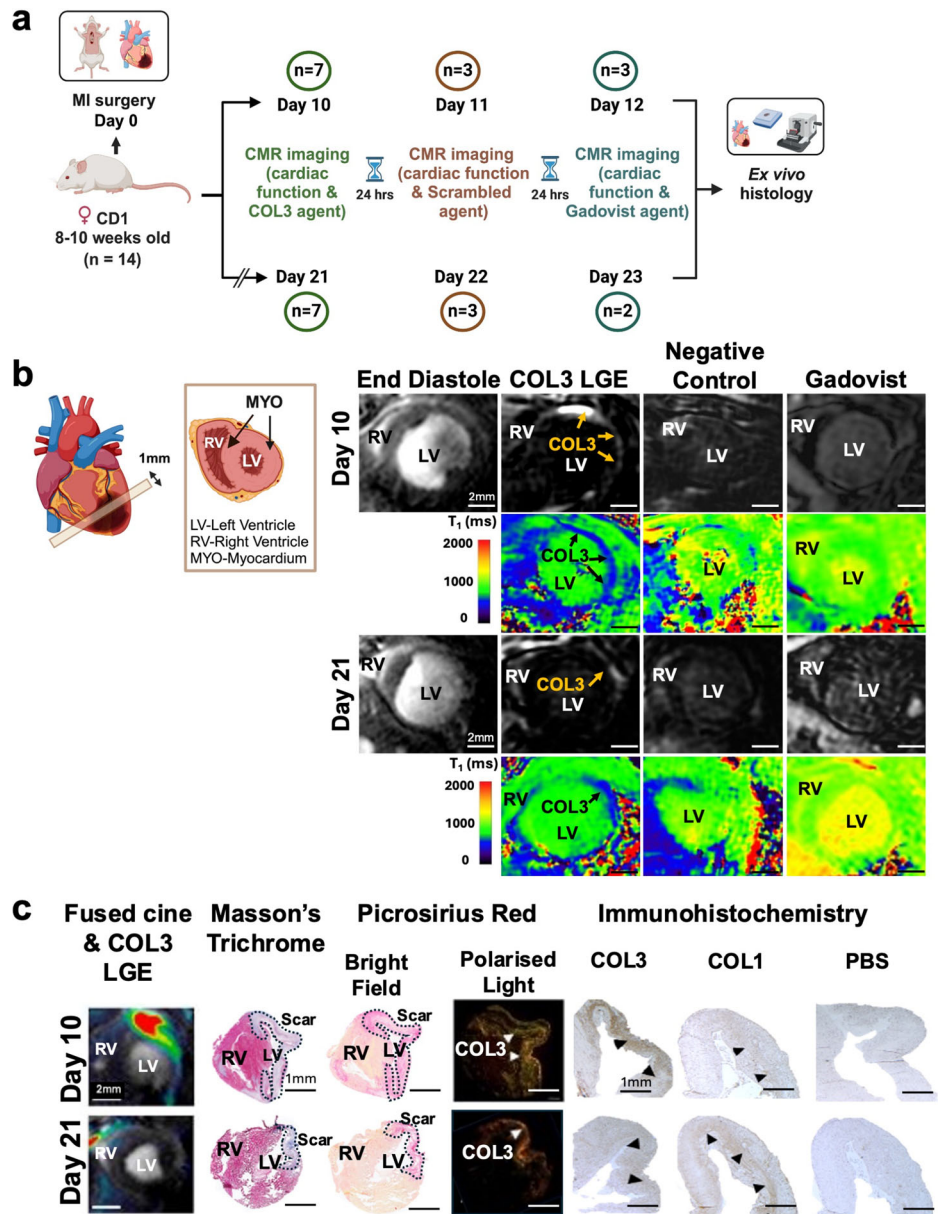 a
n=7
n=3
n=3
MI surgery
Day 0
Day 10
Day 11
Day 12
CMR imaging
(cardiac
function &
COL3 agent)
24 hrs
CMR imaging
(cardiac function
& Scrambled
agent)
24 hrs
CMR imaging
(cardiac
function &
Gadovist agent)
Ex vivo
histology
♀ CD1
8-10 weeks old
(n = 14)
Day 21
Day 22
Day 23
n=7
n=3
n=2
b
End Diastole
COL3 LGE
Negative
Control
Gadovist
1mm
MYO
RV
LV
LV-Left Ventricle
RV-Right Ventricle
MYO-Myocardium
Day 10
RV
LV
2mm
RV
COL3
LV
RV
LV
RV
LV
T1 (ms)
2000
1000
0
COL3
LV
LV
RV
LV
Day 21
RV
LV
2mm
RV
COL3
LV
RV
LV
RV
LV
T1 (ms)
2000
1000
0
RV
COL3
LV
LV
RV
LV
c
Fused cine
& COL3
LGE
Masson's
Trichrome
Picrosirius Red
Bright
Field
Polarised
Light
Immunohistochemistry
COL3
COL1
PBS
Day 10
RV
LV
2mm
Scar
RV
LV
1mm
Scar
RV
LV
COL3
1mm
Day 21
RV
LV
Scar
RV
LV
Scar
RV
LV
COL3